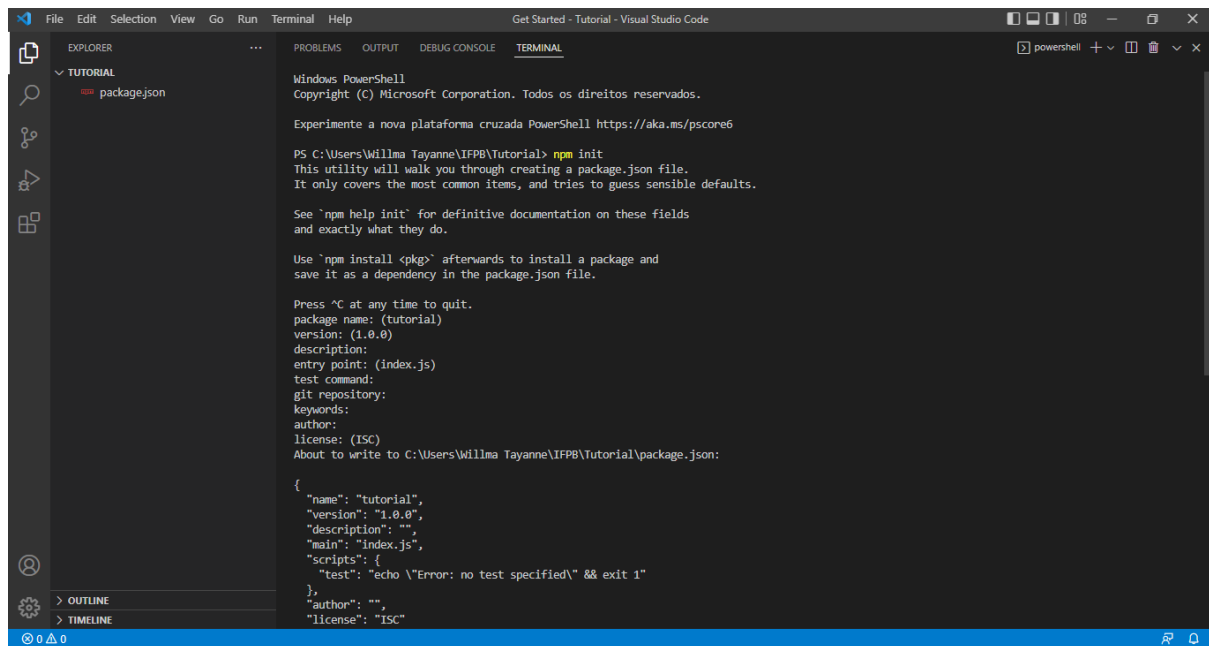 File Edit Selection View Go Run Terminal Help
Get Started - Tutorial - Visual Studio Code
EXPLORER
TUTORIAL
npm package.json
OUTLINE
TIMELINE
PROBLEMS OUTPUT DEBUG CONSOLE TERMINAL
powershell
Windows PowerShell
Copyright (C) Microsoft Corporation. Todos os direitos reservados.
Experimente a nova plataforma cruzada PowerShell https://aka.ms/pscore6
PS C:\Users\Willma Tayanne\IFPB\Tutorial> npm init
This utility will walk you through creating a package.json file.
It only covers the most common items, and tries to guess sensible defaults.
See `npm help init` for definitive documentation on these fields
and exactly what they do.
Use `npm install <pkg>` afterwards to install a package and
save it as a dependency in the package.json file.
Press ^C at any time to quit.
package name: (tutorial)
version: (1.0.0)
description:
entry point: (index.js)
test command:
git repository:
keywords:
author:
license: (ISC)
About to write to C:\Users\Willma Tayanne\IFPB\Tutorial\package.json:
{
  "name": "tutorial",
  "version": "1.0.0",
  "description": "",
  "main": "index.js",
  "scripts": {
    "test": "echo \"Error: no test specified\" && exit 1"
  },
  "author": "",
  "license": "ISC"
0 0